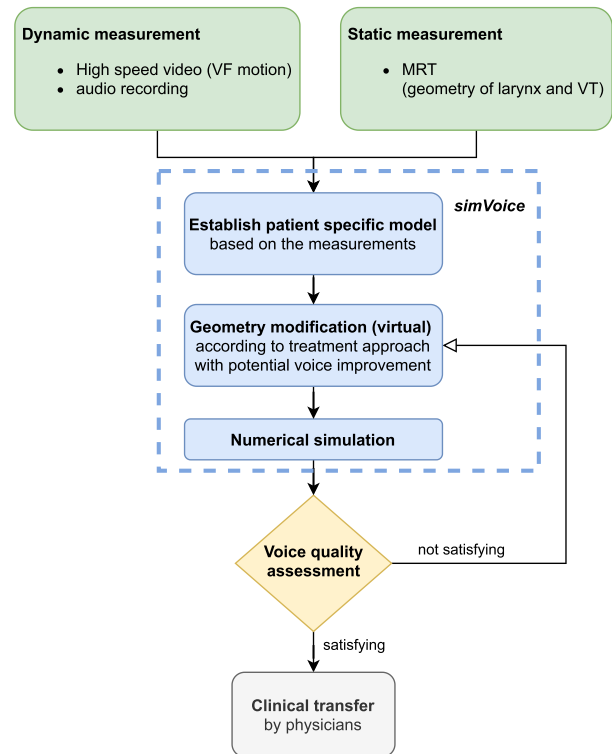 Dynamic measurement
• High speed video (VF motion)
• audio recording
Static measurement
• MRT
(geometry of larynx and VT)
simVoice
Establish patient specific model
based on the measurements
Geometry modification (virtual)
according to treatment approach
with potential voice improvement
Numerical simulation
Voice quality
assessment
not satisfying
satisfying
Clinical transfer
by physicians